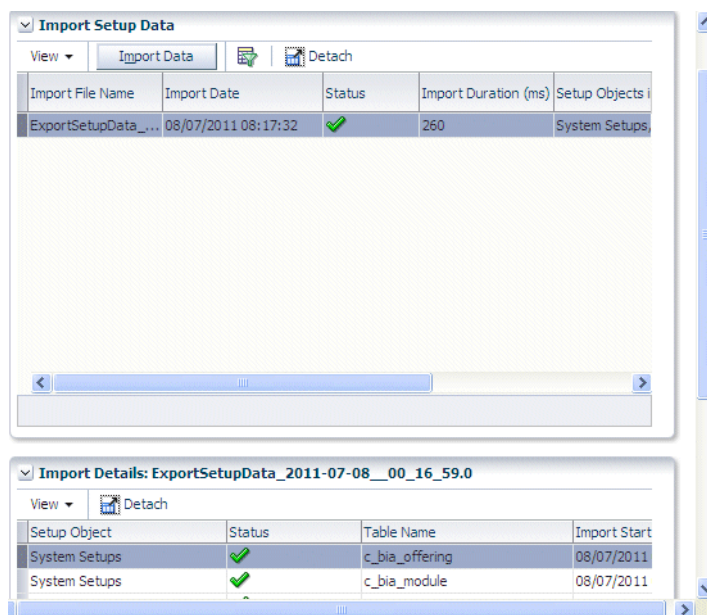 Import Setup Data
View Import Data Detach
Import File Name Import Date Status Import Duration (ms) Setup Objects i
ExportSetupData_... 08/07/2011 08:17:32 260 System Setups,
Import Details: ExportSetupData_2011-07-08__00_16_59.0
View Detach
Setup Object Status Table Name Import Start
System Setups c_bia_offering 08/07/2011
System Setups c_bia_module 08/07/2011